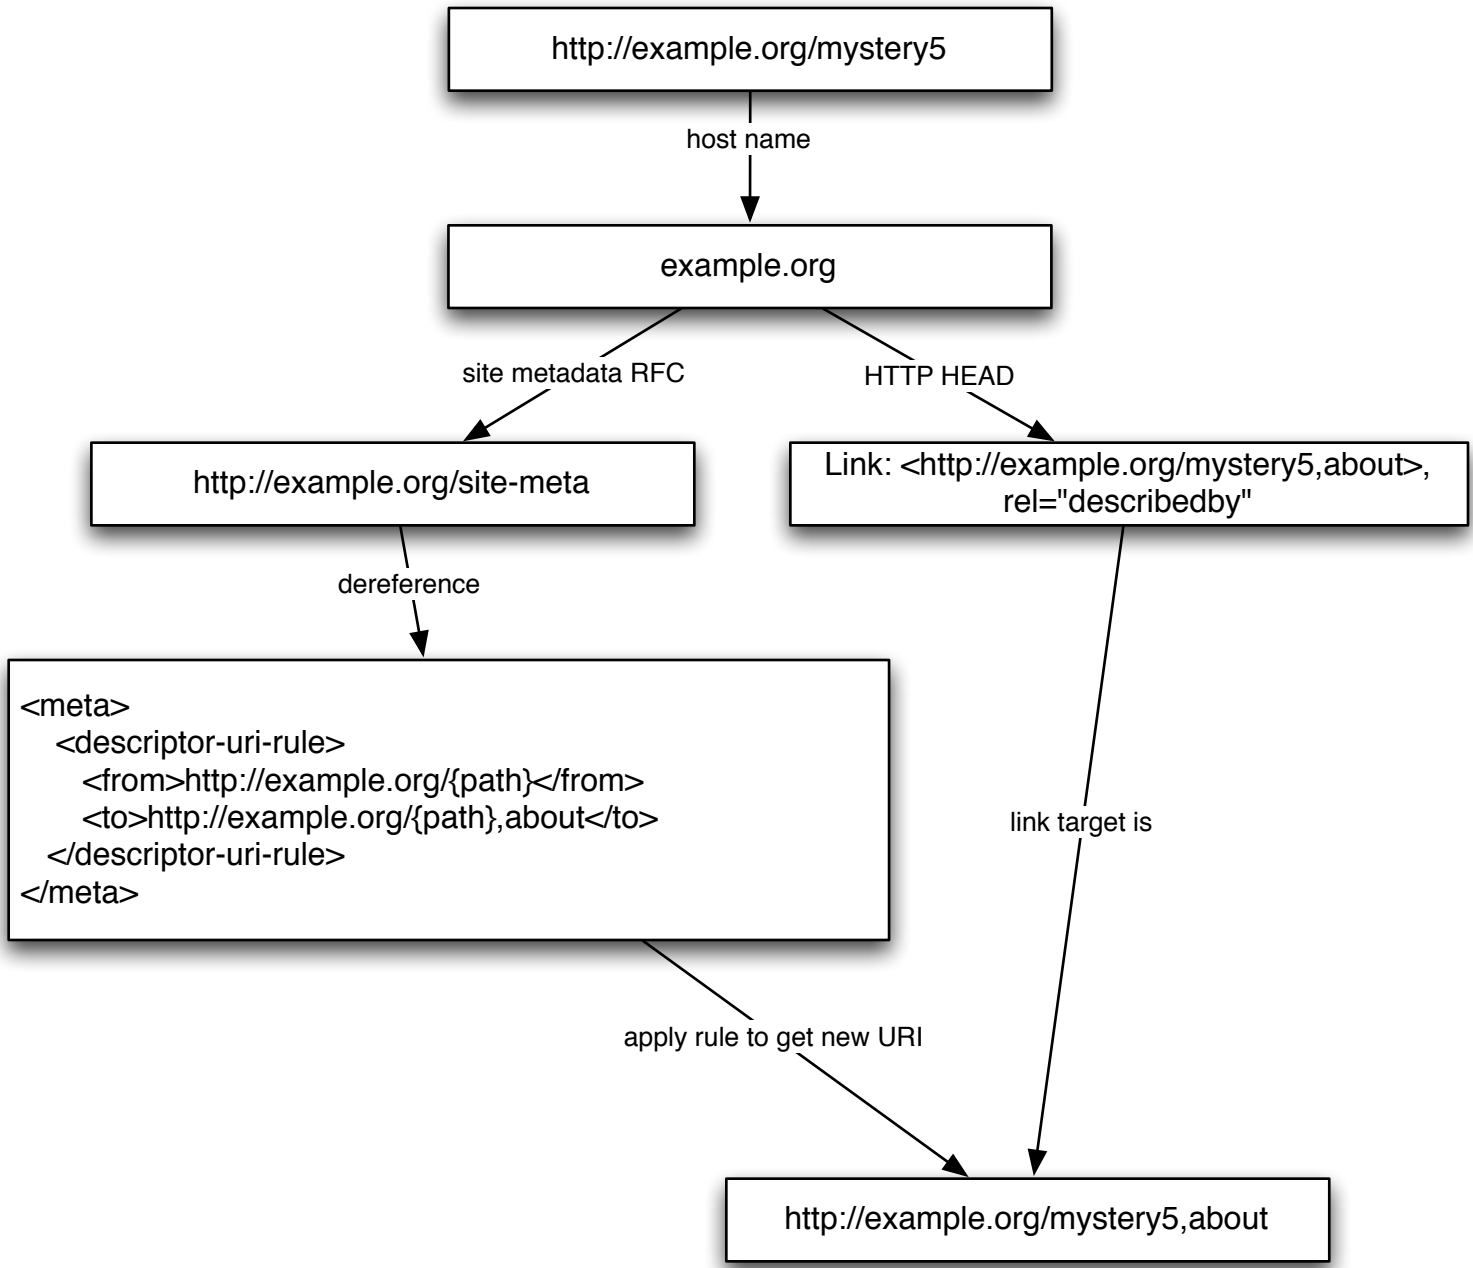 http://example.org/mystery5
host name
example.org
site metadata RFC
HTTP HEAD
http://example.org/site-meta
Link: <http://example.org/mystery5,about>,
rel="describedby"
dereference
<meta>
<descriptor-uri-rule>
<from>http://example.org/{path}</from>
<to>http://example.org/{path},about</to>
</descriptor-uri-rule>
</meta>
link target is
apply rule to get new URI
http://example.org/mystery5,about